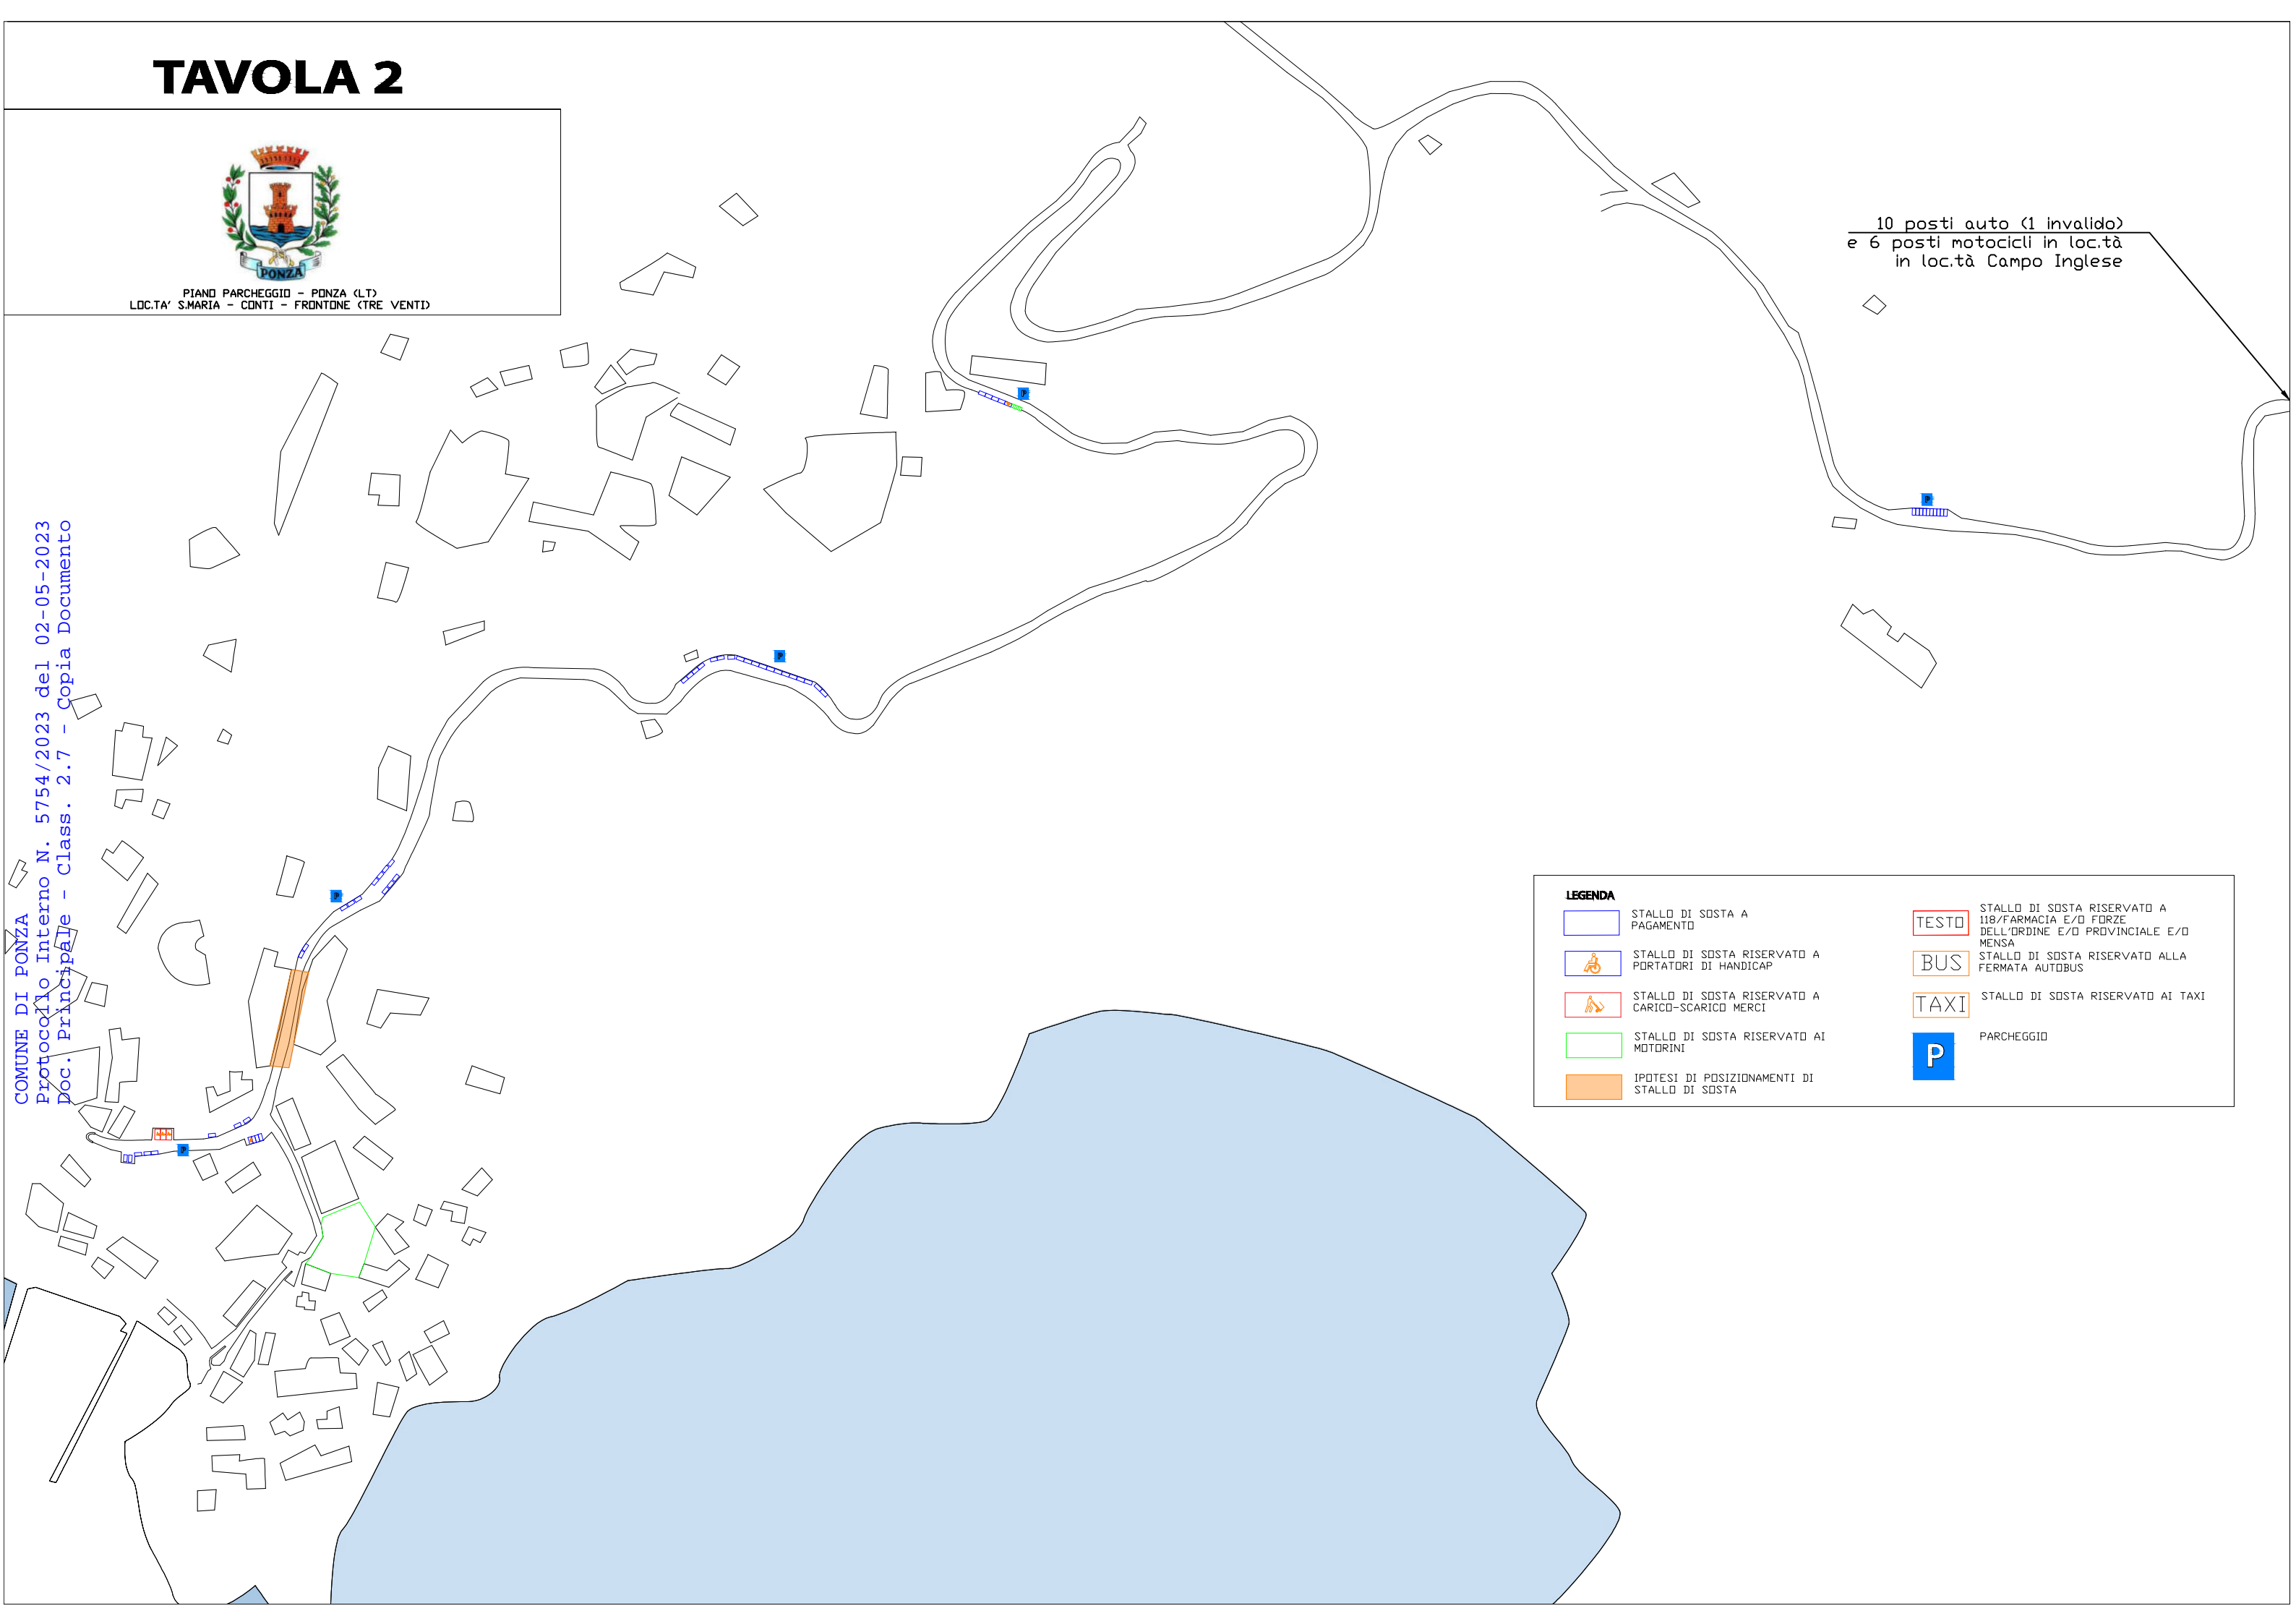 TAVOLA 2
PONZA
PIANO PARCHEGGIO - PONZA (LT)
LOC.TA' S.MARIA - CONTI - FRONTONE (TRE VENTI)
10 posti auto (1 invalido)
e 6 posti motocicli in loc.tà
in loc.tà Campo Inglese
COMUNE DI PONZA
Protocollo Interno N. 5754/2023 del 02-05-2023
Doc. Principale - Class. 2.7 - Copia Documento
P
P
P
P
P
LEGENDA
STALLO DI SOSTA A
PAGAMENTO
STALLO DI SOSTA RISERVATO A
PORTATORI DI HANDICAP
STALLO DI SOSTA RISERVATO A
CARICO-SCARICO MERCI
STALLO DI SOSTA RISERVATO AI
MOTORINI
IPOTESI DI POSIZIONAMENTI DI
STALLO DI SOSTA
TESTO
STALLO DI SOSTA RISERVATO A
118/FARMACIA E/O FORZE
DELL'ORDINE E/O PROVINCIALE E/O
MENSA
BUS
STALLO DI SOSTA RISERVATO ALLA
FERMATA AUTOBUS
TAXI
STALLO DI SOSTA RISERVATO AI TAXI
P
PARCHEGGIO